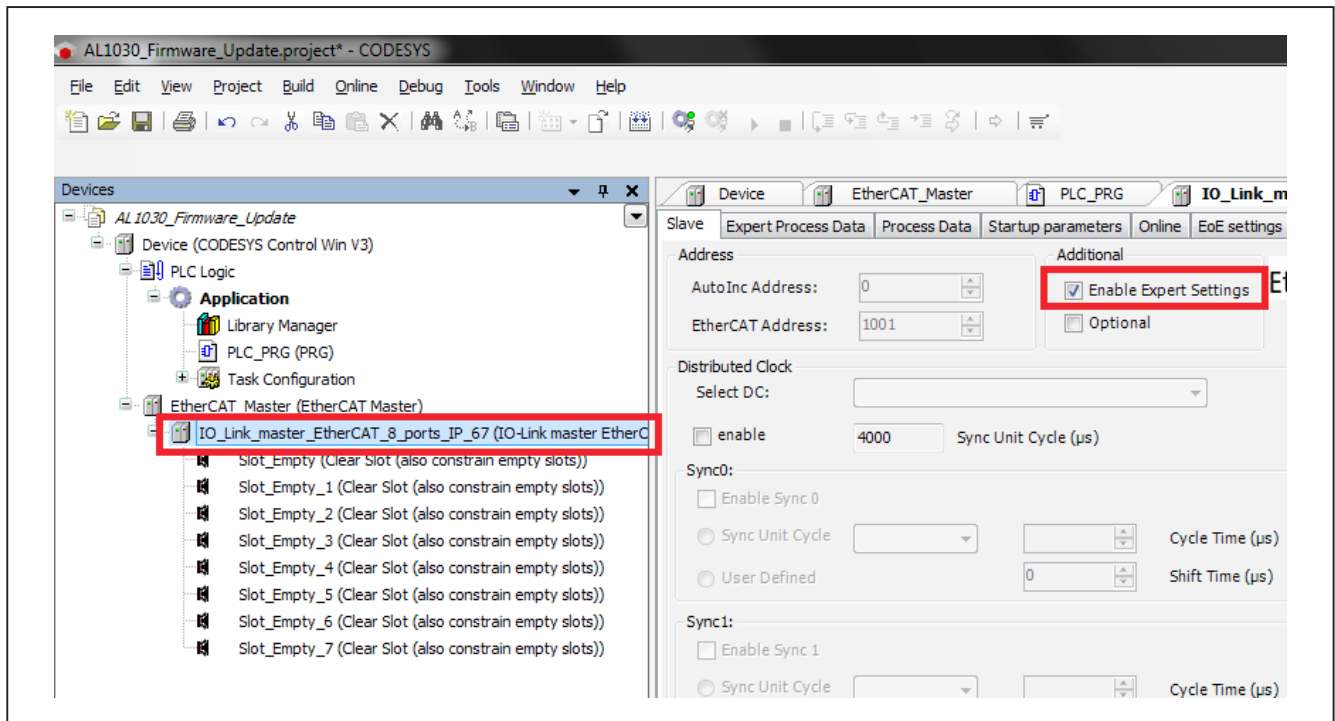 AL1030_Firmware_Update.project* - CODESYS
File Edit View Project Build Online Debug Tools Window Help
Devices
AL1030_Firmware_Update
Device (CODESYS Control Win V3)
PLC Logic
Application
Library Manager
PLC_PRG (PRG)
Task Configuration
EtherCAT_Master (EtherCAT Master)
IO_Link_master_EtherCAT_8_ports_IP_67 (IO-Link master EtherC
Slot_Empty (Clear Slot (also constrain empty slots))
Slot_Empty_1 (Clear Slot (also constrain empty slots))
Slot_Empty_2 (Clear Slot (also constrain empty slots))
Slot_Empty_3 (Clear Slot (also constrain empty slots))
Slot_Empty_4 (Clear Slot (also constrain empty slots))
Slot_Empty_5 (Clear Slot (also constrain empty slots))
Slot_Empty_6 (Clear Slot (also constrain empty slots))
Slot_Empty_7 (Clear Slot (also constrain empty slots))
Device EtherCAT_Master PLC_PRG IO_Link_m
Slave Expert Process Data Process Data Startup parameters Online EoE settings
Address Additional
AutoInc Address: 0 Enable Expert Settings
EtherCAT Address: 1001 Optional
Distributed Clock
Select DC:
enable 4000 Sync Unit Cycle (µs)
Sync0:
Enable Sync 0
Sync Unit Cycle Cycle Time (µs)
User Defined 0 Shift Time (µs)
Sync1:
Enable Sync 1
Sync Unit Cycle Cycle Time (µs)